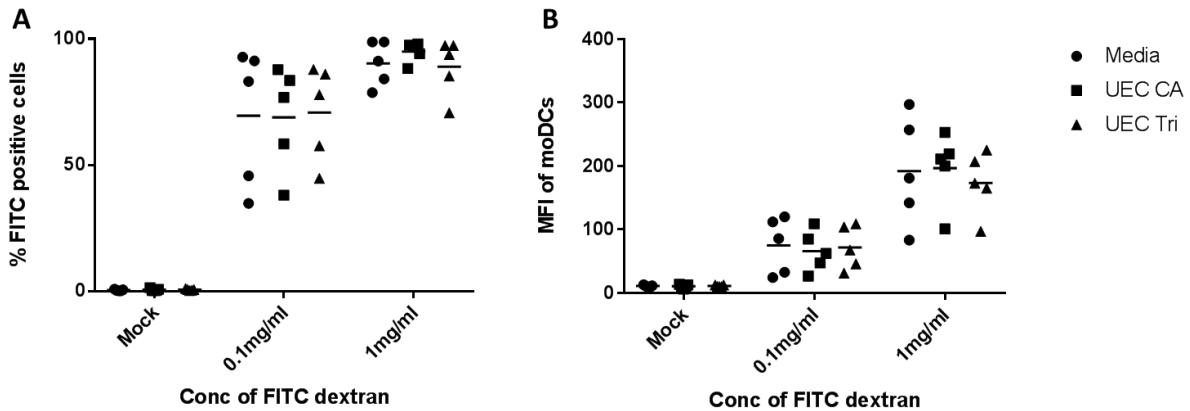 A
% FITC positive cells
100
50
0
Mock
0.1mg/ml
1mg/ml
Conc of FITC dextran
B
MFI of moDCs
400
300
200
100
0
Mock
0.1mg/ml
1mg/ml
Conc of FITC dextran
Media
UEC CA
UEC Tri